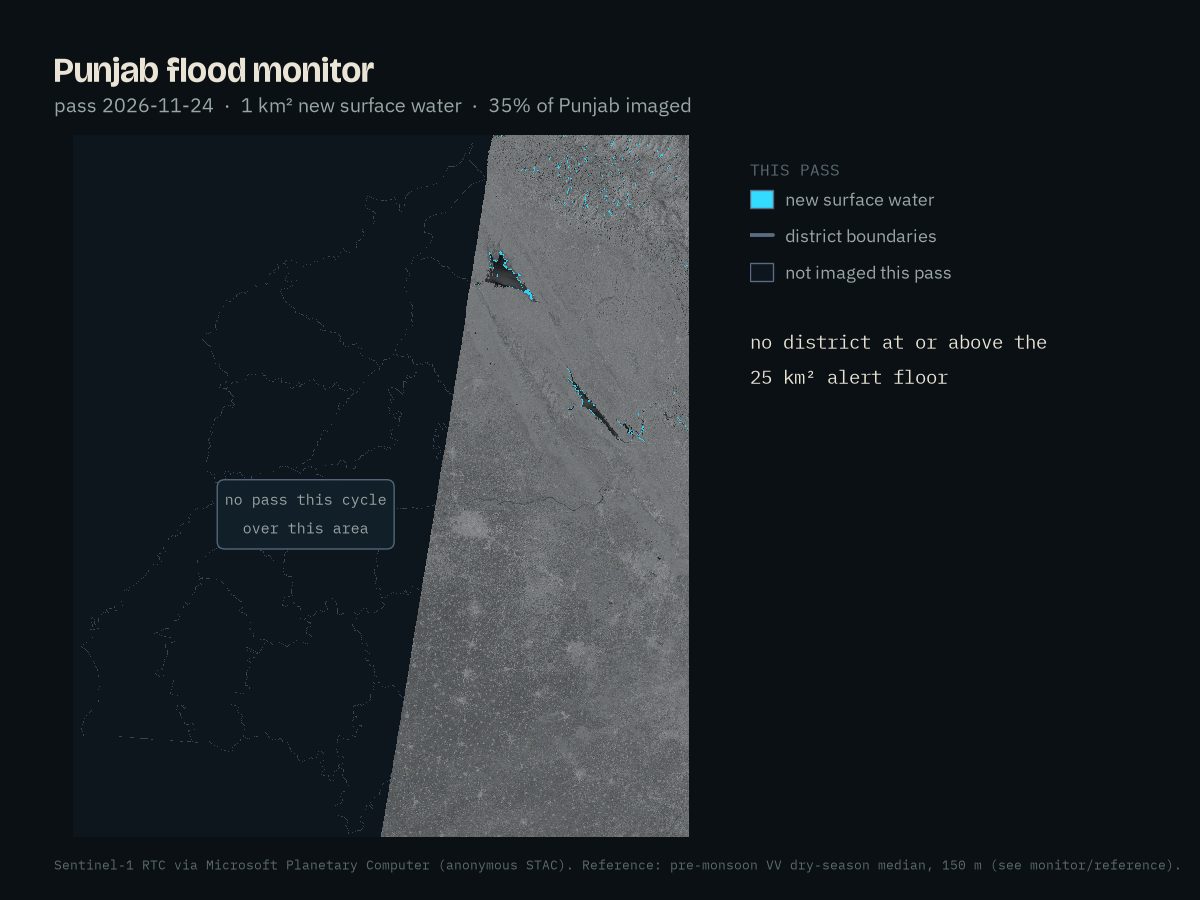 Punjab flood monitor
pass 2026-11-24 · 1 km² new surface water · 35% of Punjab imaged
THIS PASS
new surface water
district boundaries
not imaged this pass
no district at or above the
25 km² alert floor
no pass this cycle
over this area
Sentinel-1 RTC via Microsoft Planetary Computer (anonymous STAC). Reference: pre-monsoon VV dry-season median, 150 m (see monitor/reference).